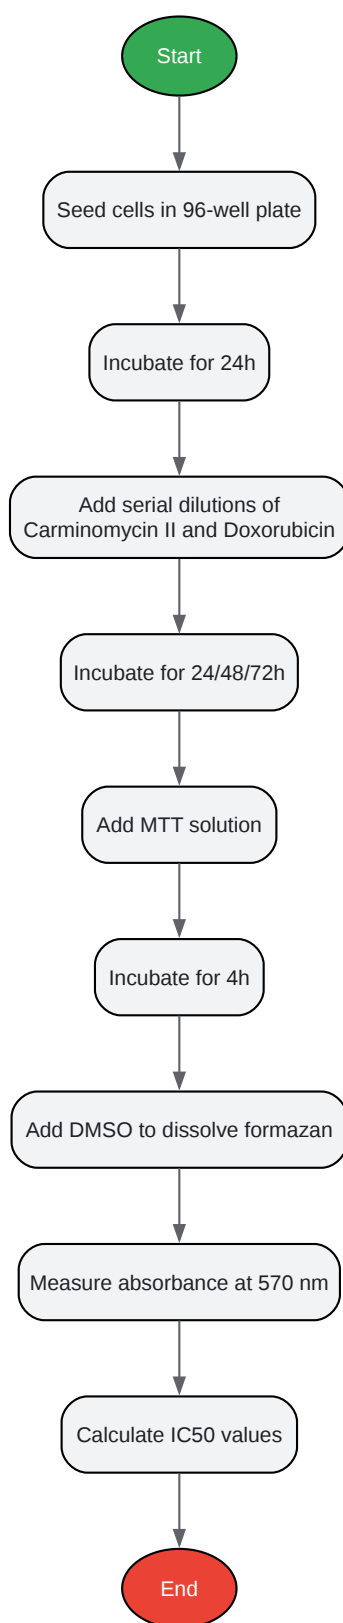 Start
Seed cells in 96-well plate
Incubate for 24h
Add serial dilutions of
Carminomycin II and Doxorubicin
Incubate for 24/48/72h
Add MTT solution
Incubate for 4h
Add DMSO to dissolve formazan
Measure absorbance at 570 nm
Calculate IC50 values
End